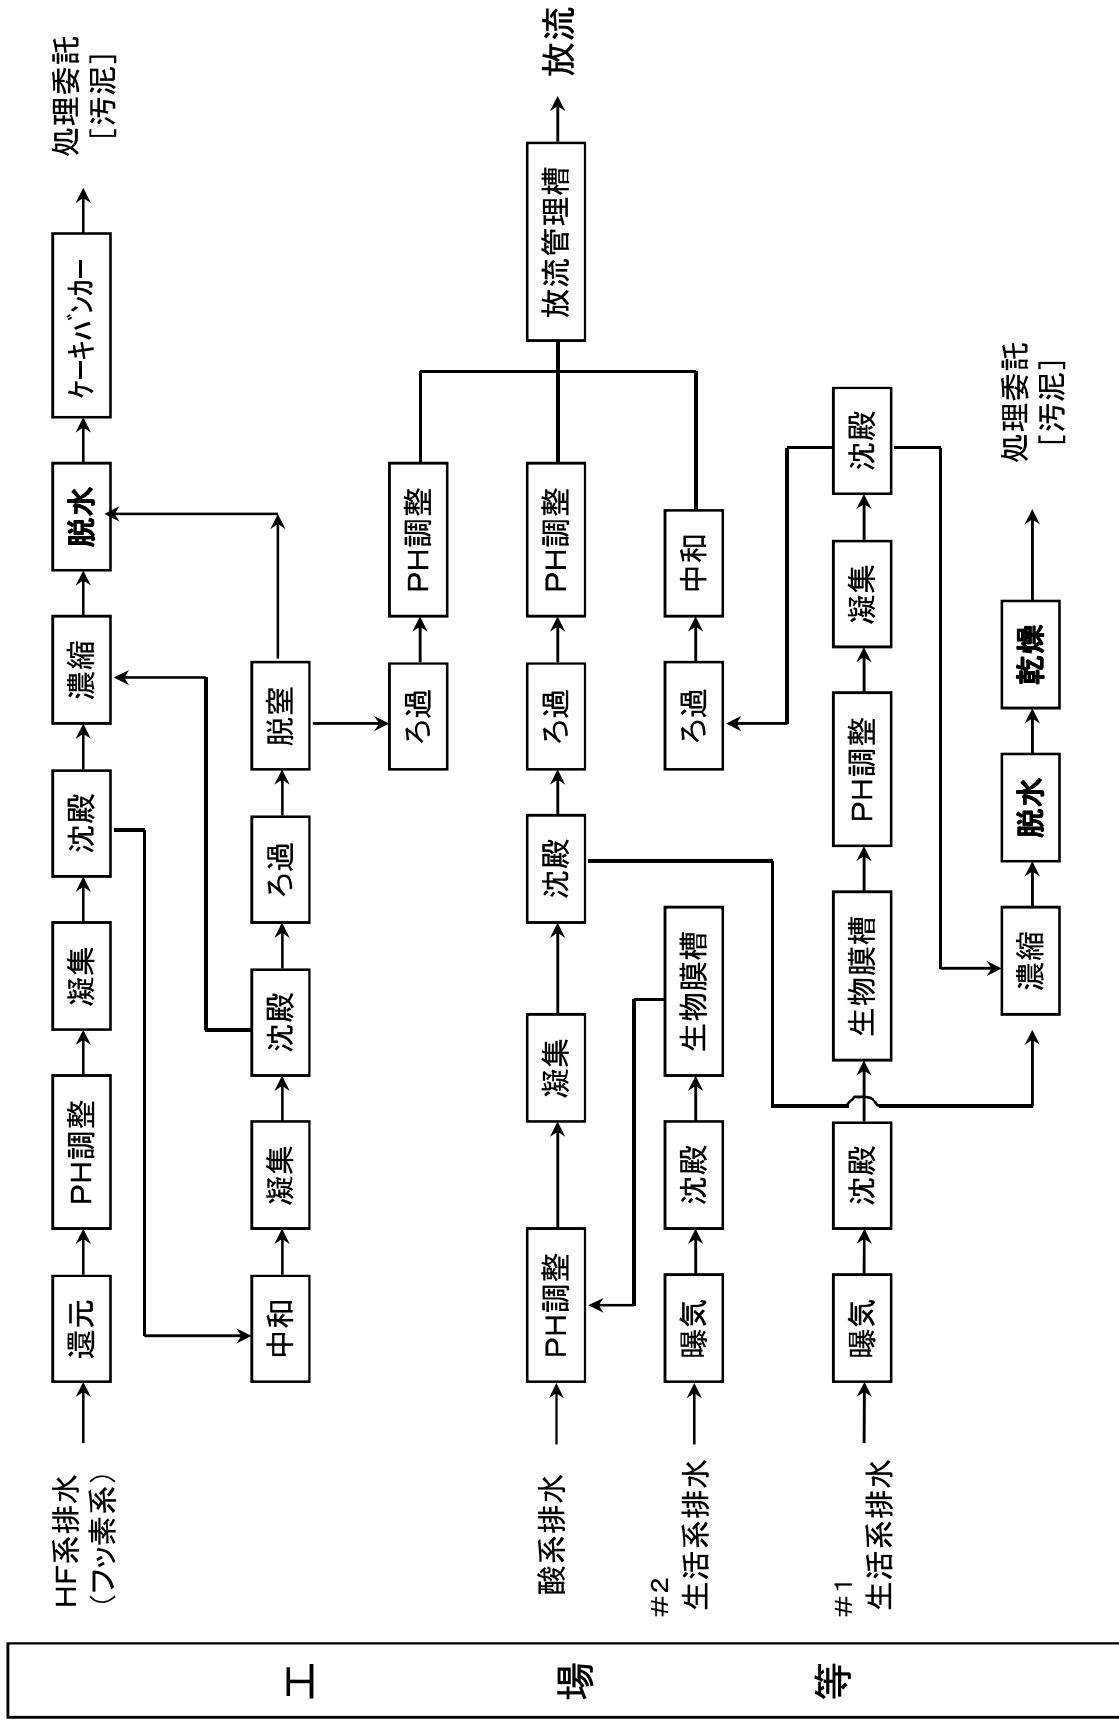 工場等
HF系排水
（フッ素系）
還元
PH調整
凝集
沈殿
濃縮
脱水
ケーキバンカー
処理委託
［汚泥］
中和
凝集
沈殿
ろ過
脱窒
ろ過
PH調整
酸系排水
PH調整
凝集
沈殿
ろ過
PH調整
放流管理槽
放流
#2
生活系排水
曝気
沈殿
生物膜槽
ろ過
中和
#1
生活系排水
曝気
沈殿
生物膜槽
PH調整
凝集
沈殿
濃縮
脱水
乾燥
処理委託
［汚泥］